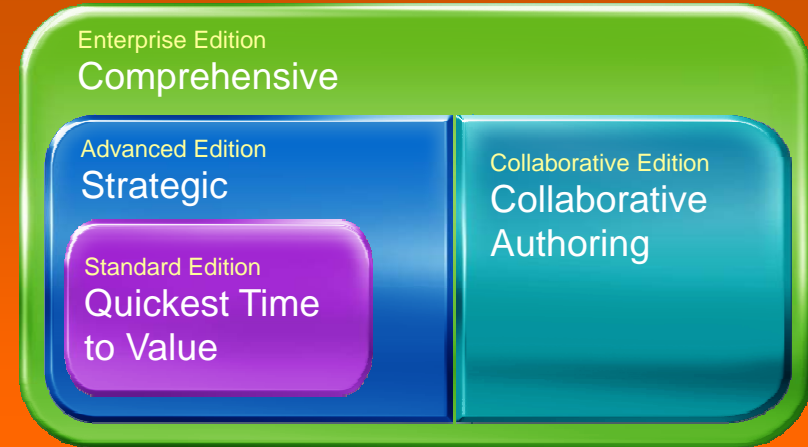 Enterprise Edition
Comprehensive
Advanced Edition
Strategic
Standard Edition
Quickest Time
to Value
Collaborative Edition
Collaborative
Authoring